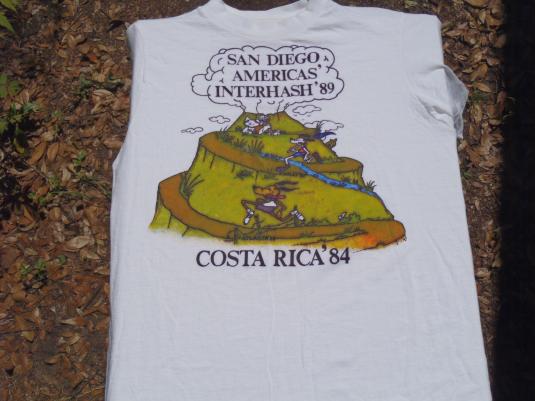 SAN DIEGO
AMERICAS'
INTERHASH '89
COSTA RICA '84